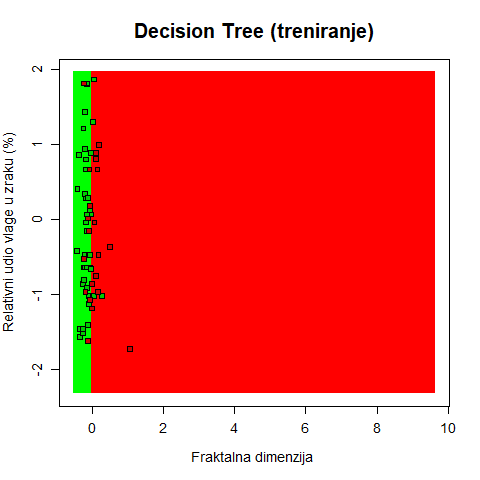 Decision Tree (treniranje)
Relativni udio vlage u zraku (%)
2
1
0
-1
-2
0 2 4 6 8 10
Fraktalna dimenzija